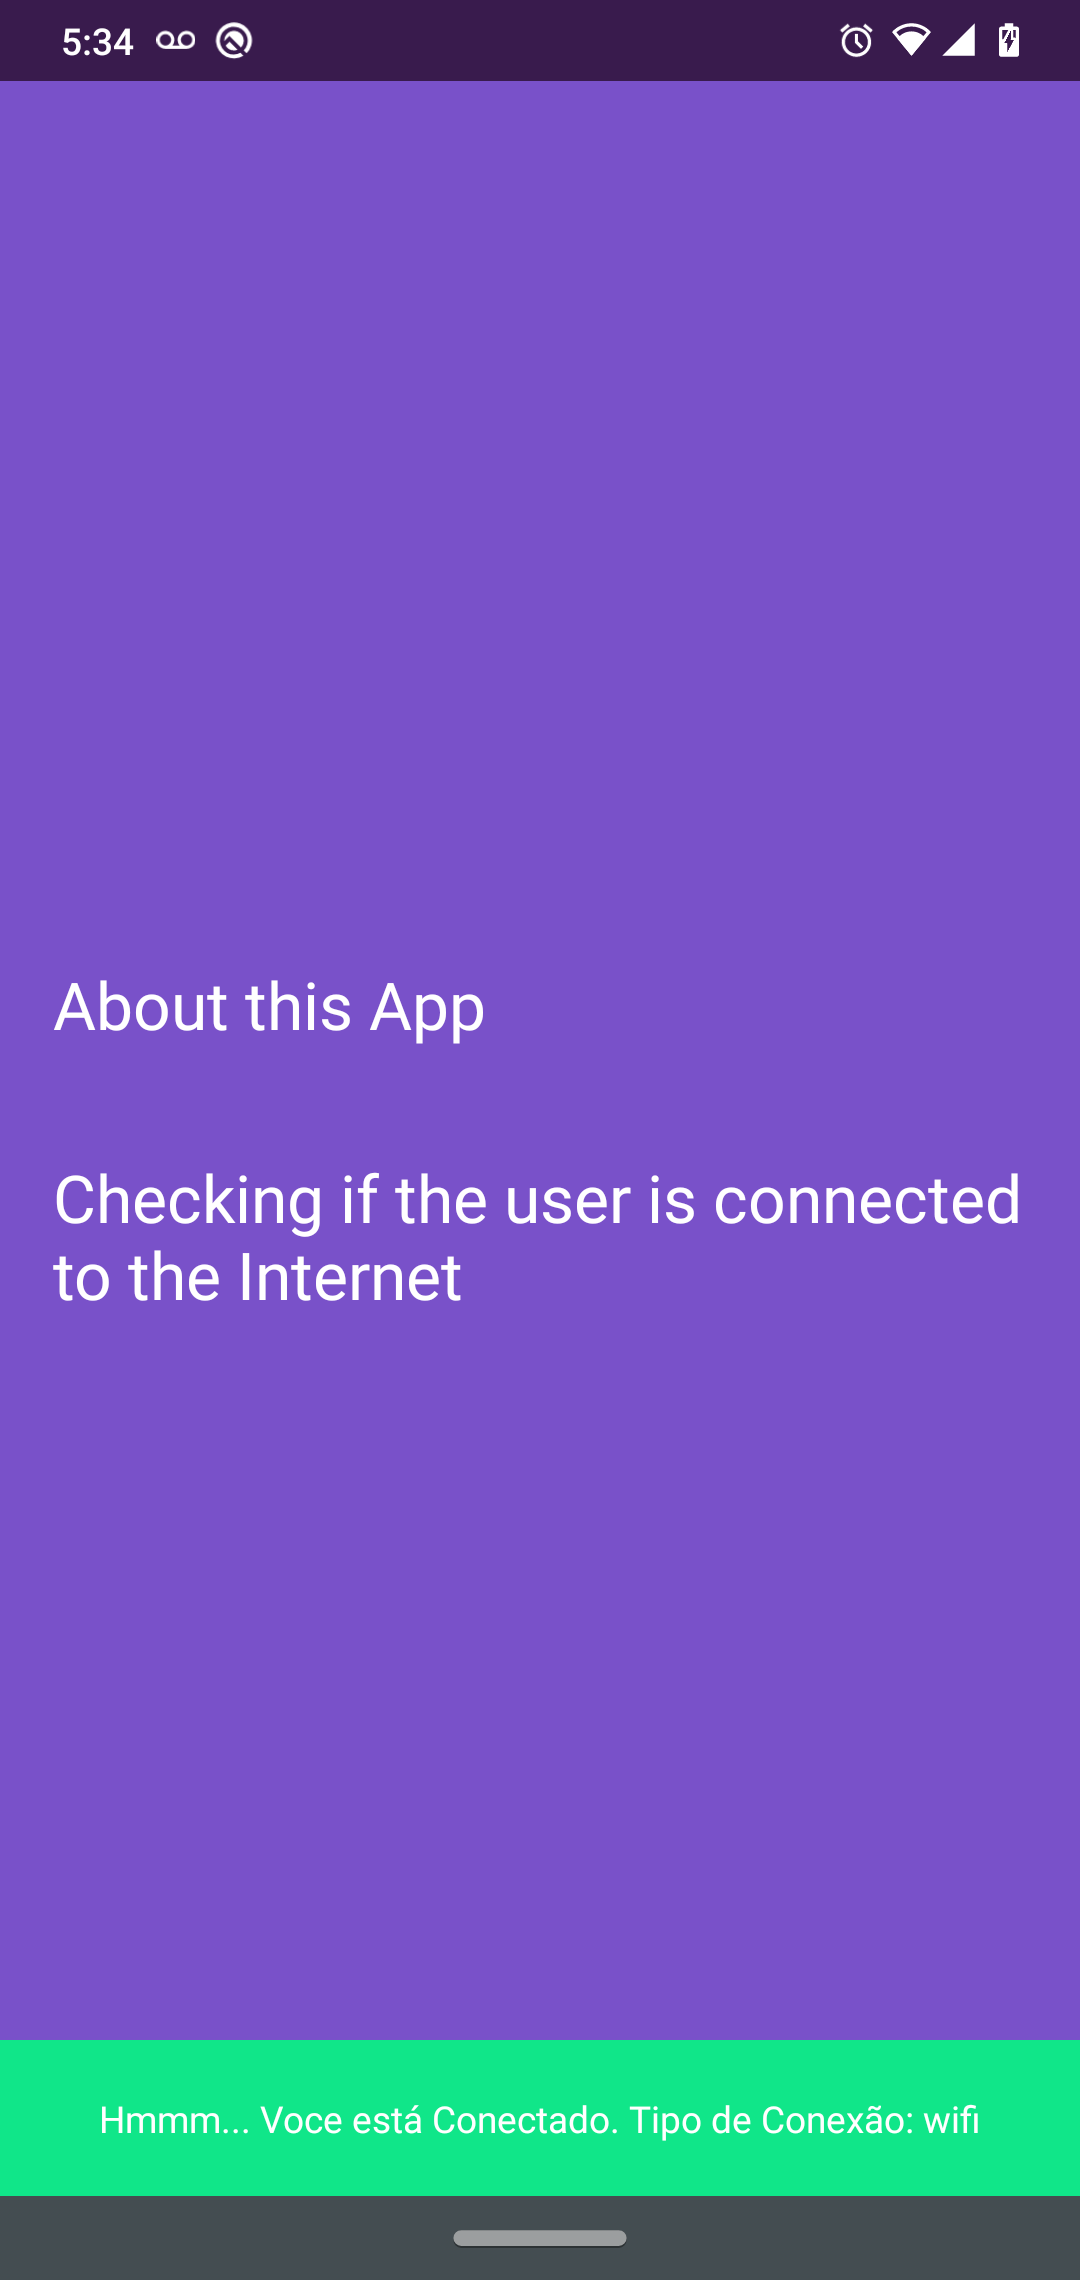 5:34
About this App
Checking if the user is connected
to the Internet
Hmmm... Voce está Conectado. Tipo de Conexão: wifi